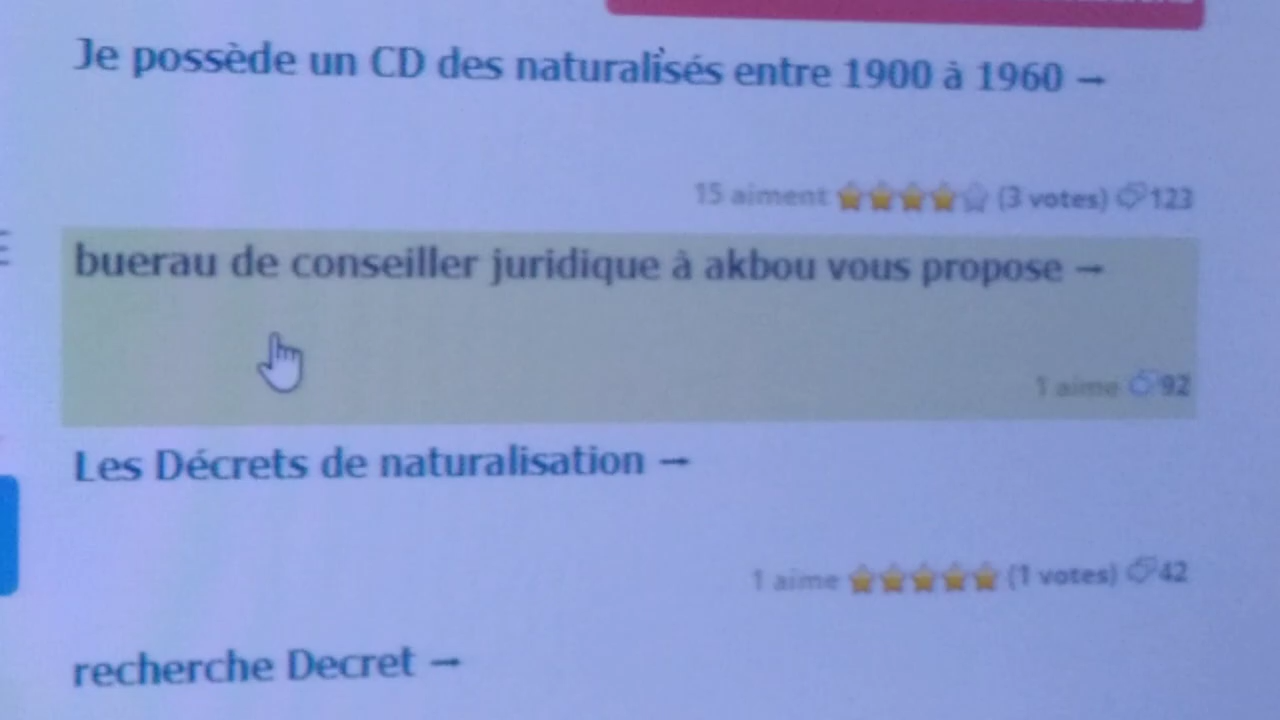 Je possède un CD des naturalisés entre 1900 à 1960 →
15 aiment (3 votes) 123
buerau de conseiller juridique à akbou vous propose →
1 aime 92
Les Décrets de naturalisation →
1 aime (1 votes) 42
recherche Decret →